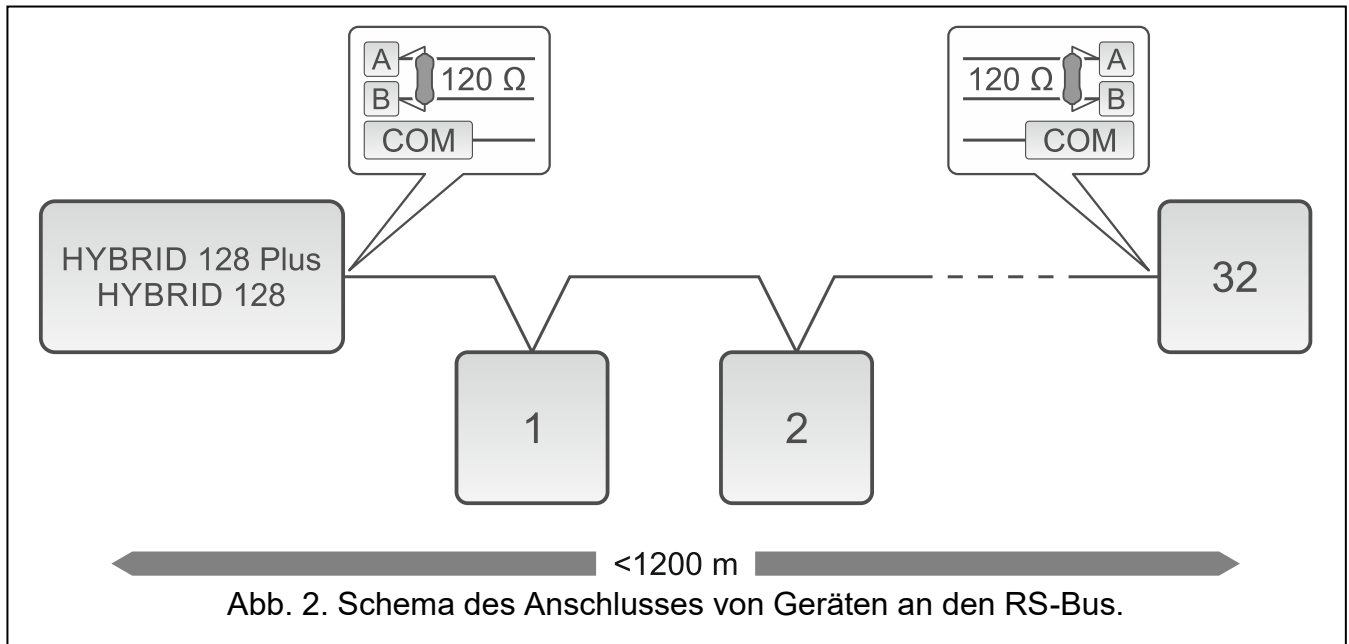 A
120 Ω
B
COM
120 Ω
A
B
COM
HYBRID 128 Plus
HYBRID 128
32
1
2
<1200 m
Abb. 2. Schema des Anschlusses von Geräten an den RS-Bus.